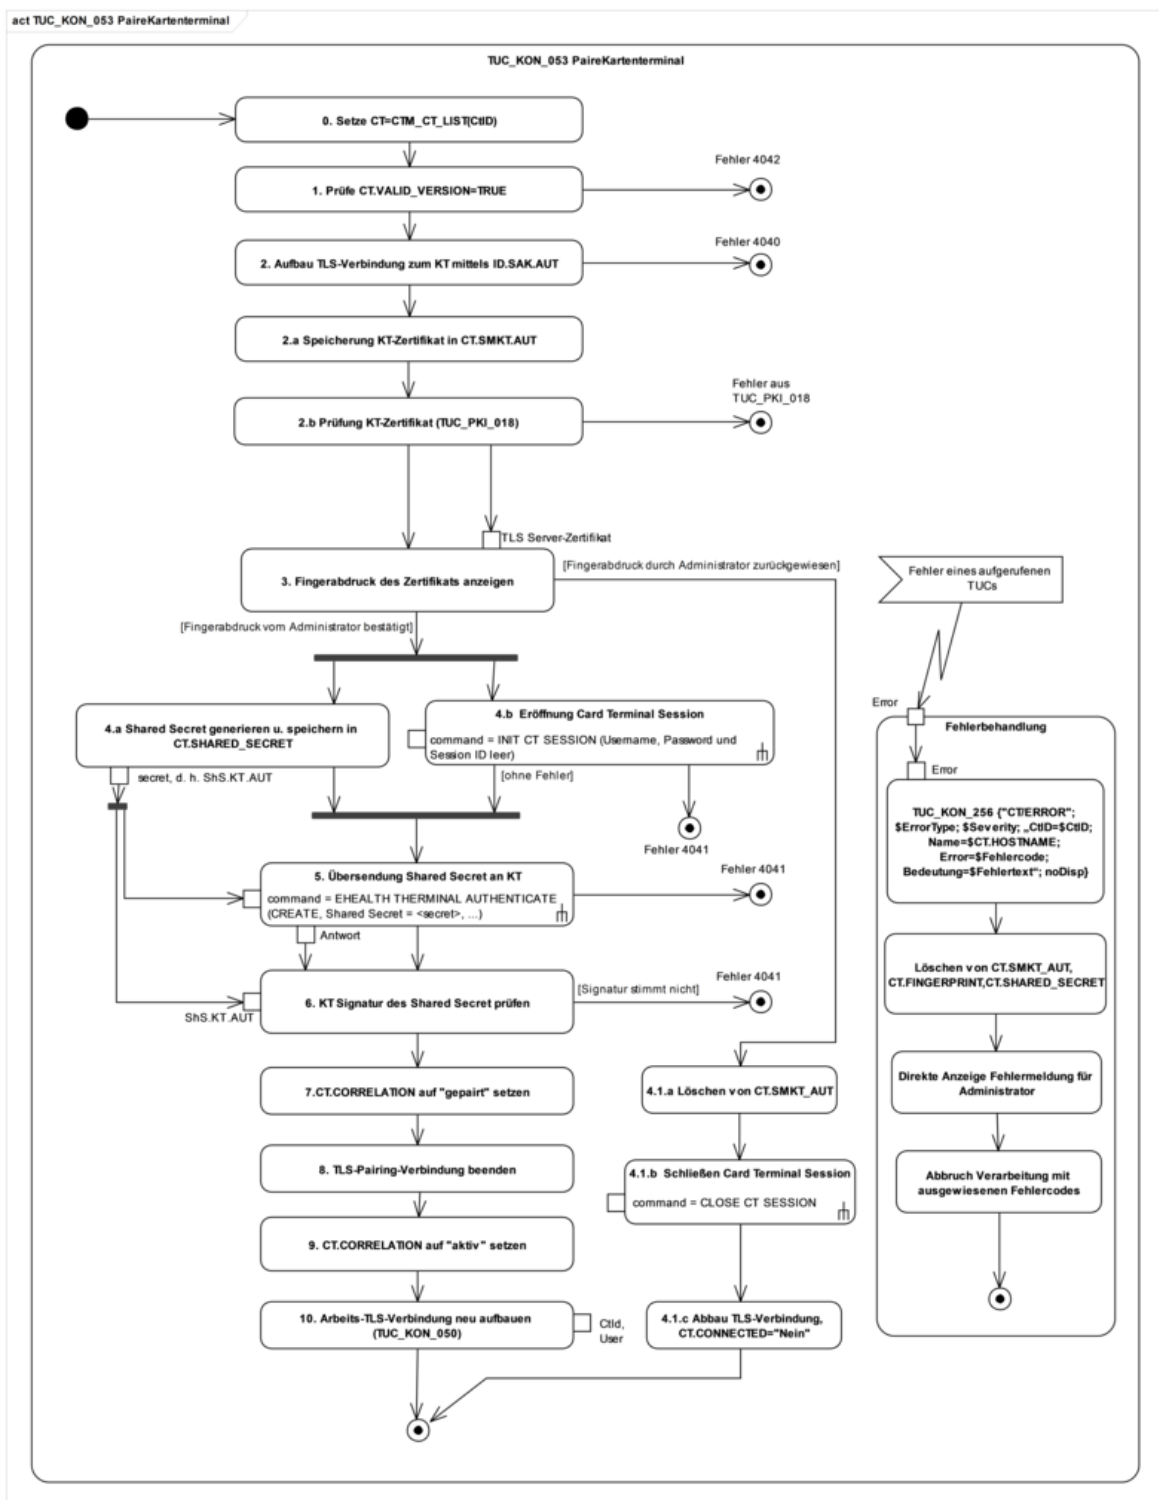 act TUC_KON_053 PaireKartenterminal
TUC_KON_053 PaireKartenterminal
0. Setze CT=CTM_CT_LIST(CtID)
Fehler 4042
1. Prüfe CT.VALID_VERSION=TRUE
Fehler 4040
2. Aufbau TLS-Verbindung zum KT mittels ID.SAK.AUT
2.a Speicherung KT-Zertifikat in CT.SMKT.AUT
Fehler aus
TUC_PKI_018
2.b Prüfung KT-Zertifikat (TUC_PKI_018)
TLS Server-Zertifikat
3. Fingerabdruck des Zertifikats anzeigen
[Fingerabdruck durch Administrator zurückgewiesen]
[Fingerabdruck vom Administrator bestätigt]
4.a Shared Secret generieren u. speichern in
CT.SHARED_SECRET
secret, d. h. ShS.KT.AUT
4.b Eröffnung Card Terminal Session
command = INIT CT SESSION (Username, Password und
Session ID leer)
[ohne Fehler]
Fehler 4041
5. Übersendung Shared Secret an KT
command = EHEALTH THERMINAL AUTHENTICATE
(CREATE, Shared Secret = <secret>, ...)
Fehler 4041
Antwort
6. KT Signatur des Shared Secret prüfen
[Signatur stimmt nicht]
Fehler 4041
ShS.KT.AUT
7.CT.CORRELATION auf "gepairt" setzen
8. TLS-Pairing-Verbindung beenden
9. CT.CORRELATION auf "aktiv" setzen
10. Arbeits-TLS-Verbindung neu aufbauen
(TUC_KON_050)
CtId,
User
4.1.a Löschen von CT.SMKT_AUT
4.1.b Schließen Card Terminal Session
command = CLOSE CT SESSION
4.1.c Abbau TLS-Verbindung,
CT.CONNECTED="Nein"
Fehler eines aufgerufenen
TUCs
Error
Fehlerbehandlung
Error
TUC_KON_256 {"CT/ERROR";
$ErrorType; $Severity; „CtID=$CtID;
Name=$CT.HOSTNAME;
Error=$Fehlercode;
Bedeutung=$Fehlertext“; noDisp}
Löschen von CT.SMKT_AUT,
CT.FINGERPRINT,CT.SHARED_SECRET
Direkte Anzeige Fehlermeldung für
Administrator
Abbruch Verarbeitung mit
ausgewiesenen Fehlercodes